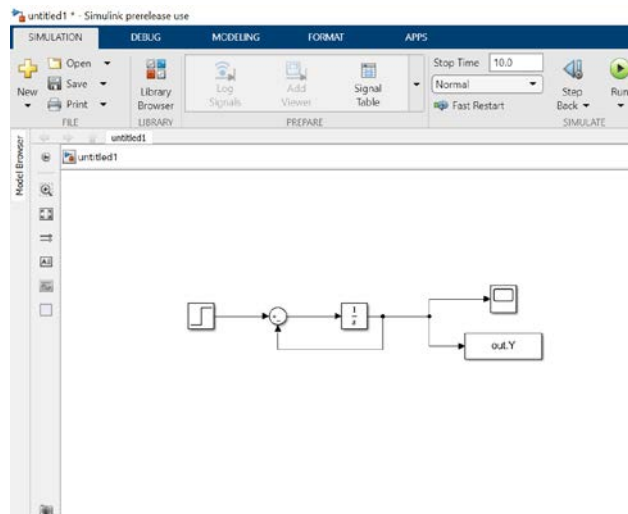 untitled1 * - Simulink prerelease use
SIMULATION DEBUG MODELING FORMAT APPS
New
Open
Save
Print
FILE
Library
Browser
LIBRARY
Log
Signals
Add
Viewer
Signal
Table
PREPARE
Stop Time 10.0
Normal
Fast Restart
Step
Back
Run
SIMULATE
Model Browser
untitled1
untitled1
1
s
out.Y